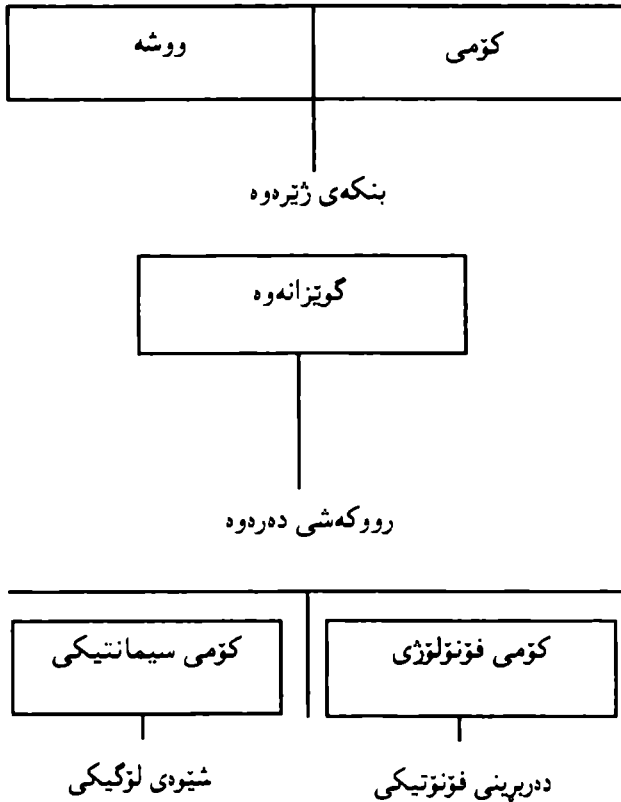 کۆمی ووشە
بنکەی ژێرەوە
گوێزانەوە
رووکەشی دەرەوە
کۆمی فۆنۆلۆژی کۆمی سیمانتیکی
دەربڕینی فۆنۆتیکی شێوەی لۆگیکی